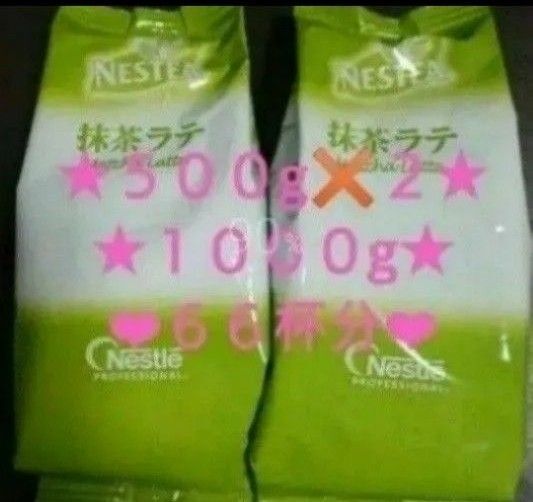 NESTEA NESTEA
抹茶ラテ 抹茶ラテ
★500g❌2★
★1000g★
❤66杯分❤
Nestlé Nestlé
PROFESSIONAL PROFESSIONAL